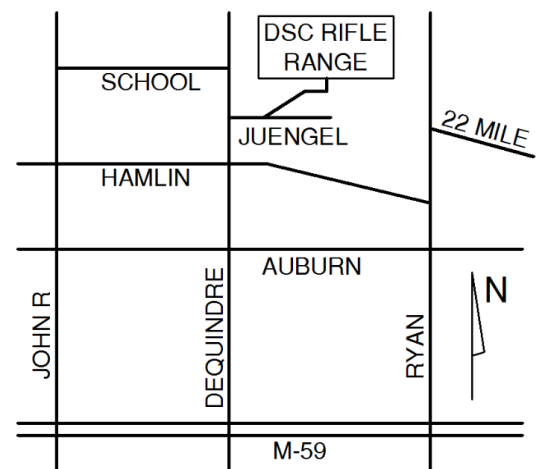 DSC RIFLE
RANGE
SCHOOL
22 MILE
JUENGEL
HAMLIN
AUBURN
N
JOHN R
DEQUINDRE
RYAN
M-59